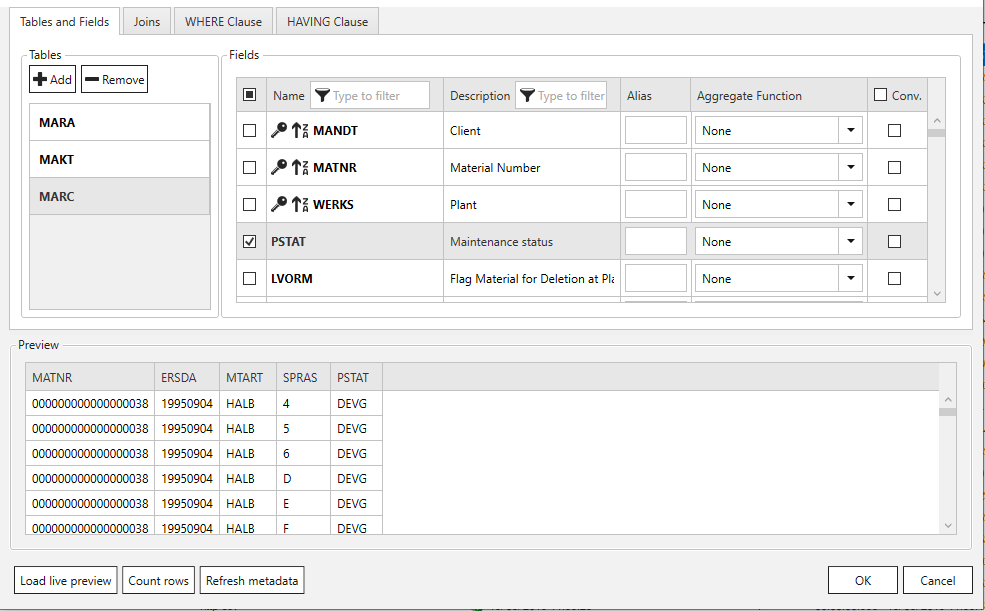 Tables and Fields Joins WHERE Clause HAVING Clause
Tables
Add Remove
MARA
MAKT
MARC
Fields
Name Type to filter Description Type to filter Alias Aggregate Function Conv.
MANDT Client None
MATNR Material Number None
WERKS Plant None
PSTAT Maintenance status None
LVORM Flag Material for Deletion at Pla None
Preview
MATNR ERSDA MTART SPRAS PSTAT
000000000000000038 19950904 HALB 4 DEVG
000000000000000038 19950904 HALB 5 DEVG
000000000000000038 19950904 HALB 6 DEVG
000000000000000038 19950904 HALB D DEVG
000000000000000038 19950904 HALB E DEVG
000000000000000038 19950904 HALB F DEVG
Load live preview Count rows Refresh metadata OK Cancel